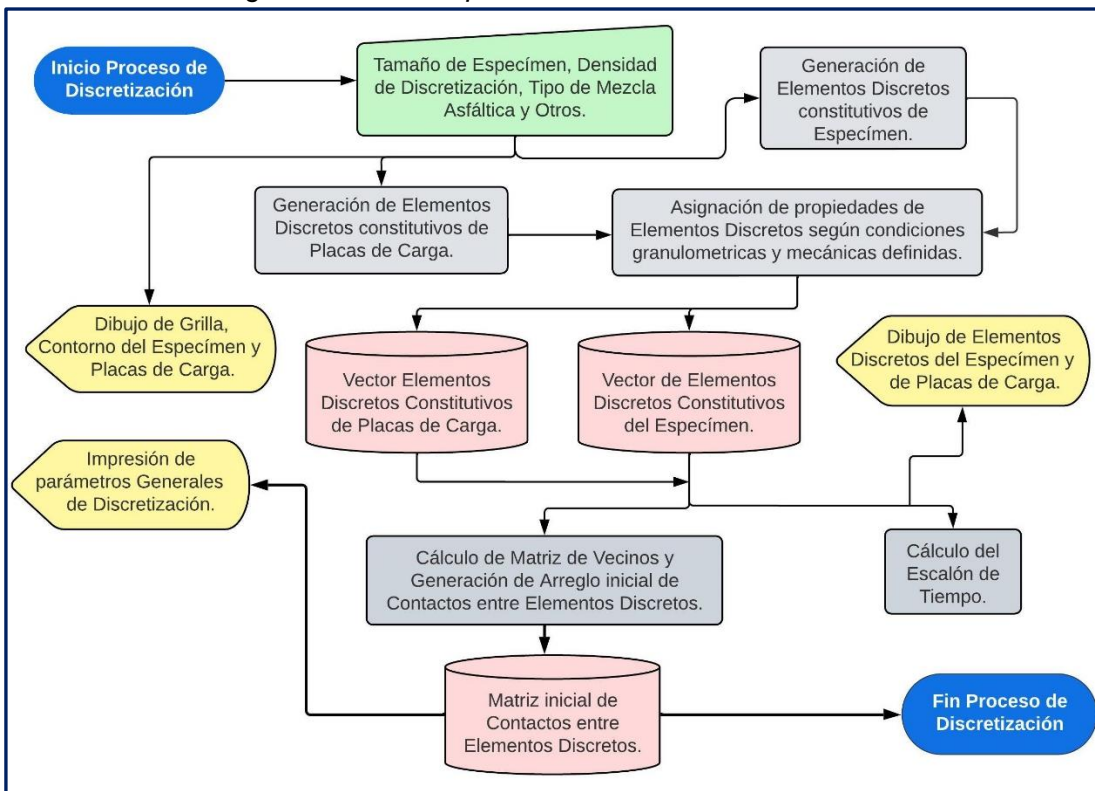 Inicio Proceso de
Discretización
Tamaño de Espécimen, Densidad
de Discretización, Tipo de Mezcla
Asfáltica y Otros.
Generación de
Elementos Discretos
constitutivos de
Espécimen.
Generación de Elementos
Discretos constitutivos de
Placas de Carga.
Asignación de propiedades de
Elementos Discretos según condiciones
granulometricas y mecánicas definidas.
Dibujo de Grilla,
Contorno del Espécimen y
Placas de Carga.
Vector Elementos
Discretos Constitutivos
de Placas de Carga.
Vector de Elementos
Discretos Constitutivos
del Espécimen.
Dibujo de Elementos
Discretos del Espécimen y
de Placas de Carga.
Impresión de
parámetros Generales
de Discretización.
Cálculo de Matriz de Vecinos y
Generación de Arreglo inicial de
Contactos entre Elementos Discretos.
Cálculo del
Escalón de
Tiempo.
Matriz inicial de
Contactos entre
Elementos Discretos.
Fin Proceso de
Discretización